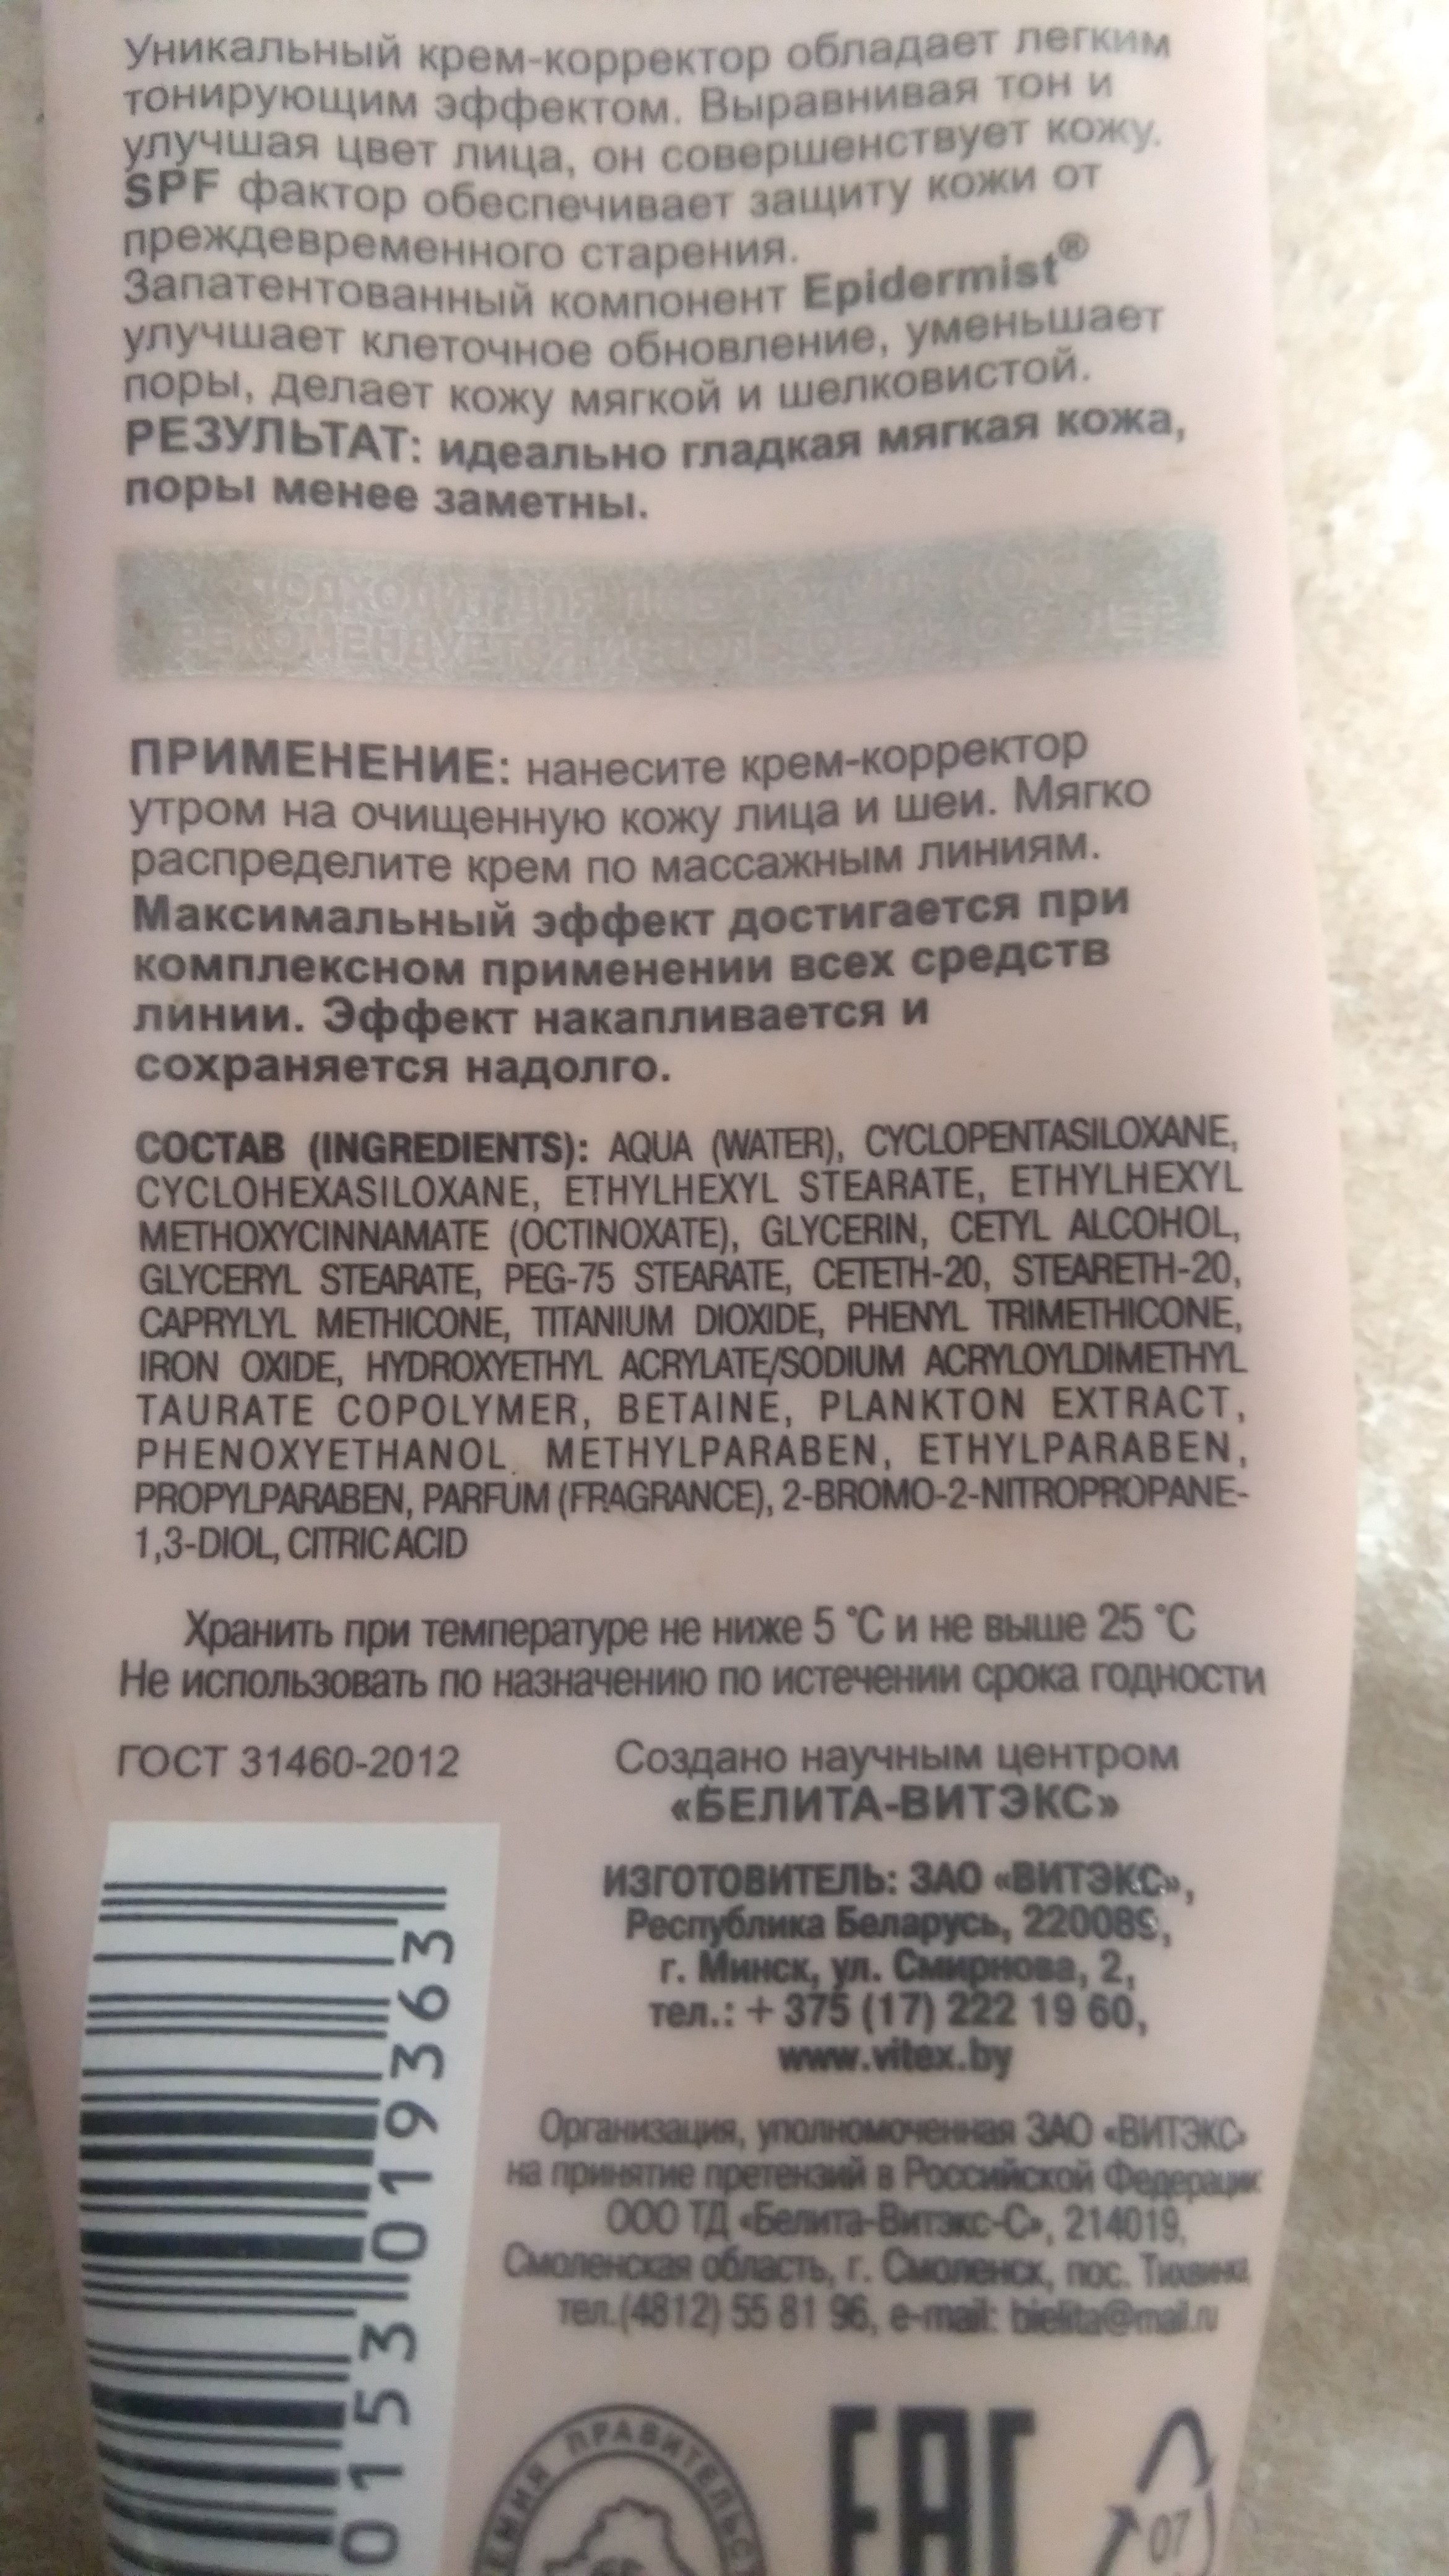 Уникальный крем-корректор обладает легким
тонирующим эффектом. Выравнивая тон и
улучшая цвет лица, он совершенствует кожу.
SPF фактор обеспечивает защиту кожи от
преждевременного старения.
Запатентованный компонент Epidermist®
улучшает клеточное обновление, уменьшает
поры, делает кожу мягкой и шелковистой.
РЕЗУЛЬТАТ: идеально гладкая мягкая кожа,
поры менее заметны.
ПОДХОДИТ ДЛЯ
РЕКОМЕНДУЕТСЯ
ПРИМЕНЕНИЕ: нанесите крем-корректор
утром на очищенную кожу лица и шеи. Мягко
распределите крем по массажным линиям.
Максимальный эффект достигается при
комплексном применении всех средств
линии. Эффект накапливается и
сохраняется надолго.
СОСТАВ (INGREDIENTS): AQUA (WATER), CYCLOPENTASILOXANE,
CYCLOHEXASILOXANE, ETHYLHEXYL STEARATE, ETHYLHEXYL
METHOXYCINNAMATE (OCTINOXATE), GLYCERIN, CETYL ALCOHOL,
GLYCERYL STEARATE, PEG-75 STEARATE, CETETH-20, STEARETH-20,
CAPRYLYL METHICONE, TITANIUM DIOXIDE, PHENYL TRIMETHICONE,
IRON OXIDE, HYDROXYETHYL ACRYLATE/SODIUM ACRYLOYLDIMETHYL
TAURATE COPOLYMER, BETAINE, PLANKTON EXTRACT,
PHENOXYETHANOL, METHYLPARABEN, ETHYLPARABEN,
PROPYLPARABEN, PARFUM (FRAGRANCE), 2-BROMO-2-NITROPROPANE-
1,3-DIOL, CITRIC ACID
Хранить при температуре не ниже 5 °C и не выше 25 °C
Не использовать по назначению по истечении срока годности
ГОСТ 31460-2012
Создано научным центром
«БЕЛИТА-ВИТЭКС»
ИЗГОТОВИТЕЛЬ: ЗАО «ВИТЭКС»,
Республика Беларусь, 220089,
г. Минск, ул. Смирнова, 2,
тел.: + 375 (17) 222 19 60,
www.vitex.by
Организация, уполномоченная ЗАО «ВИТЭКС»
на принятие претензий в Российской Федерации
ООО ТД «Белита-Витэкс-С», 214019,
Смоленская область, г. Смоленск, пос. Тихвинка
тел.(4812) 55 81 96, e-mail: bielita@mail.ru
0153019363
ПРАВИТЕЛЬСТ
EAC
07